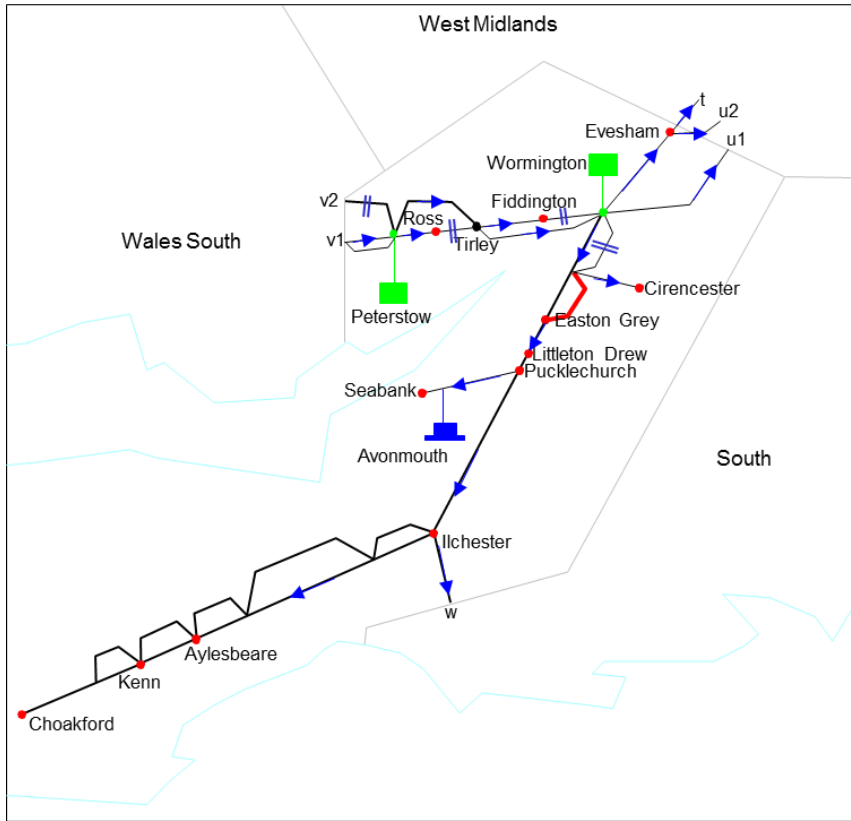 West Midlands
t
u2
Evesham
u1
Wormington
v2
Fiddington
Ross
Wales South
v1
Tirley
Cirencester
Peterstow
Easton Grey
Littleton Drew
Pucklechurch
Seabank
Avonmouth
South
Ilchester
w
Aylesbeare
Kenn
Choakford